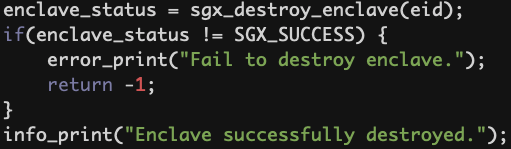 enclave_status = sgx_destroy_enclave(eid);
if(enclave_status != SGX_SUCCESS) {
    error_print("Fail to destroy enclave.");
    return -1;
}
info_print("Enclave successfully destroyed.");